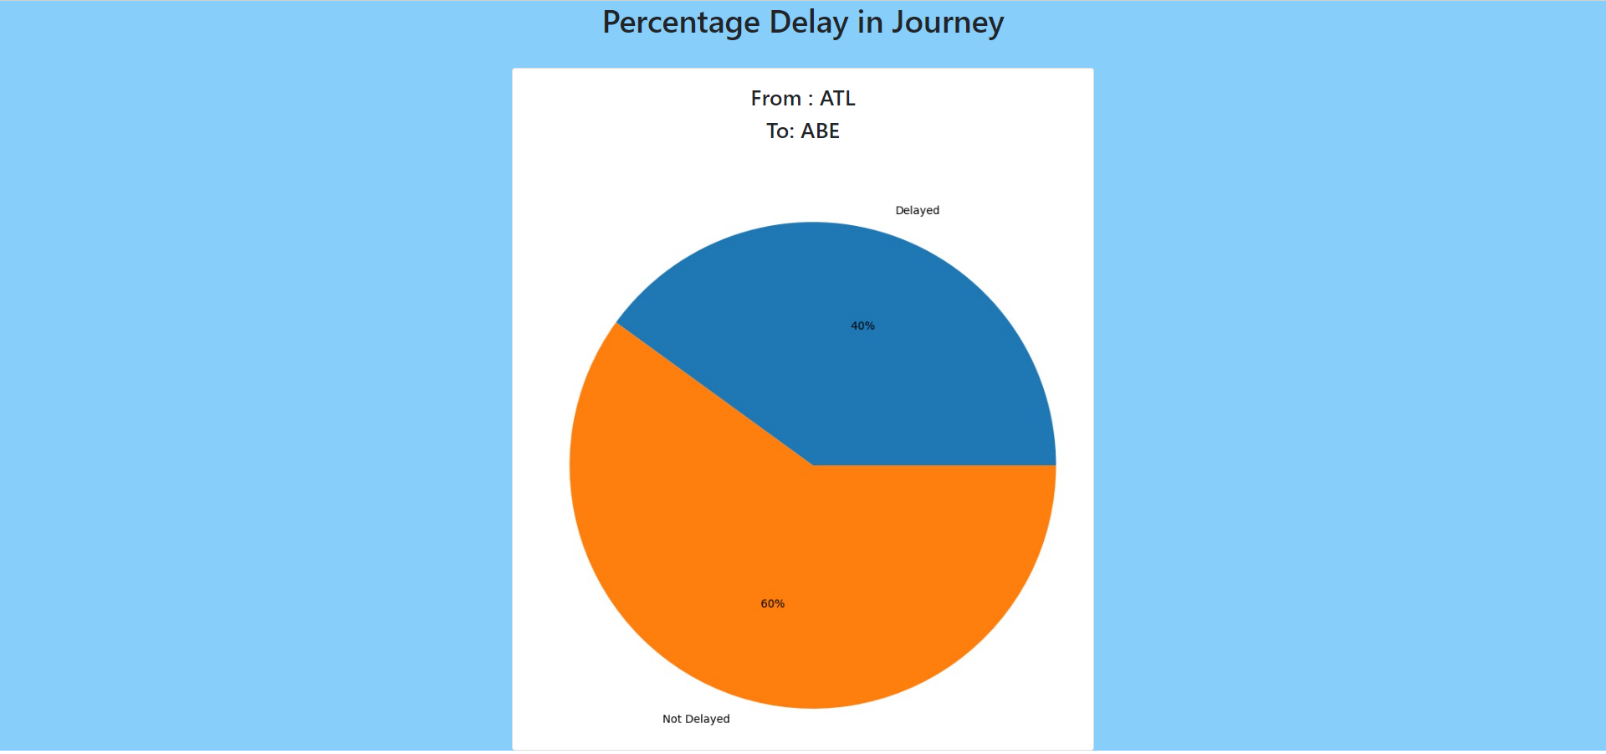 Percentage Delay in Journey
From : ATL
To: ABE
Delayed
40%
60%
Not Delayed